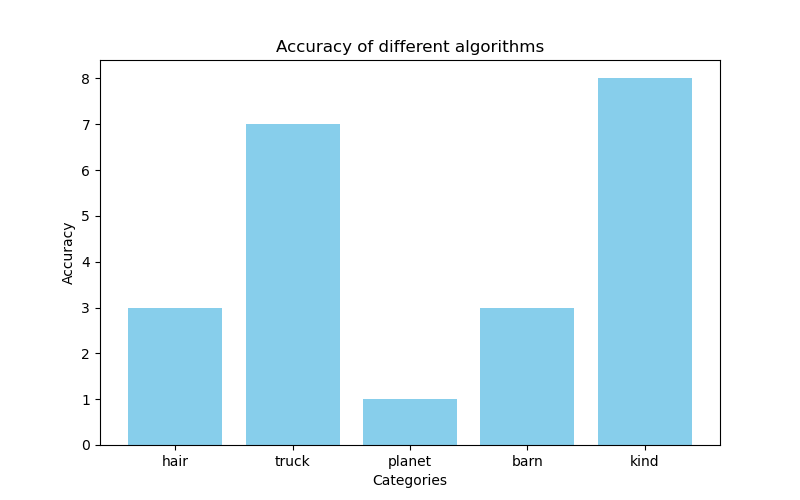 Accuracy of different algorithms
Accuracy
8
7
6
5
4
3
2
1
0
hair truck planet barn kind
Categories